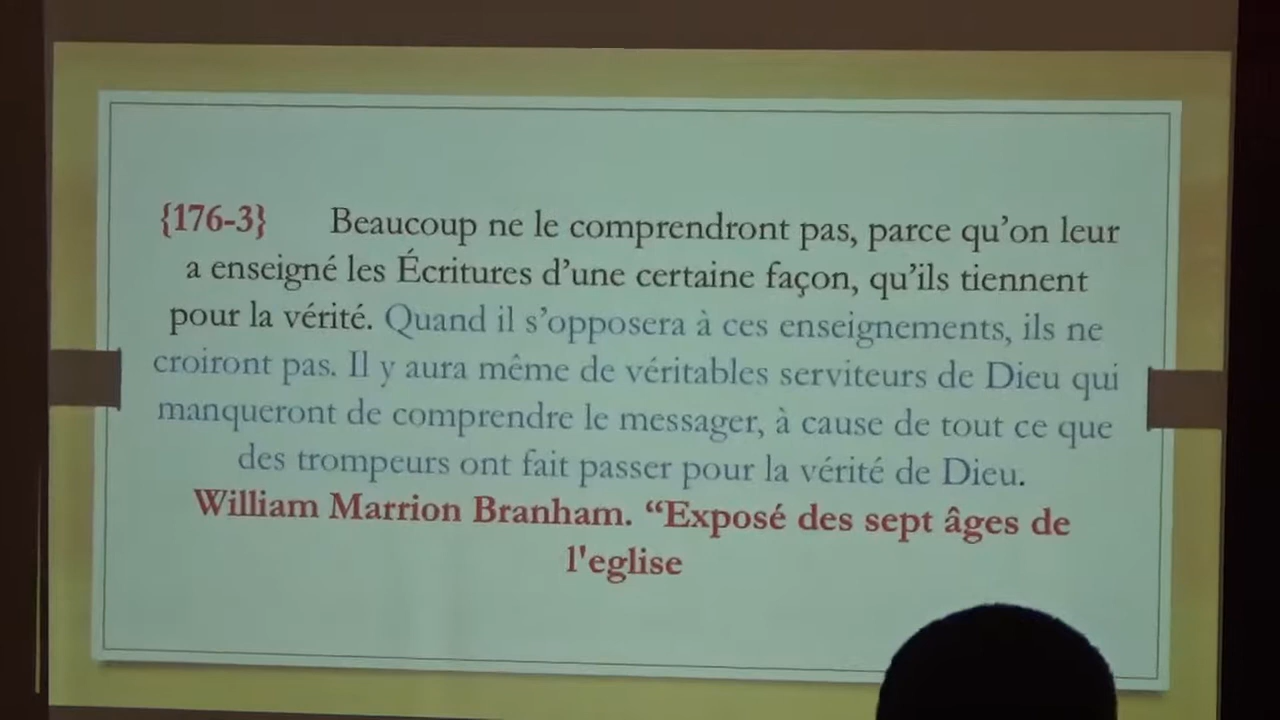 {176-3} Beaucoup ne le comprendront pas, parce qu’on leur
a enseigné les Écritures d’une certaine façon, qu’ils tiennent
pour la vérité. Quand il s’opposera à ces enseignements, ils ne
croiront pas. Il y aura même de véritables serviteurs de Dieu qui
manqueront de comprendre le messager, à cause de tout ce que
des trompeurs ont fait passer pour la vérité de Dieu.
William Marrion Branham. “Exposé des sept âges de
l'eglise